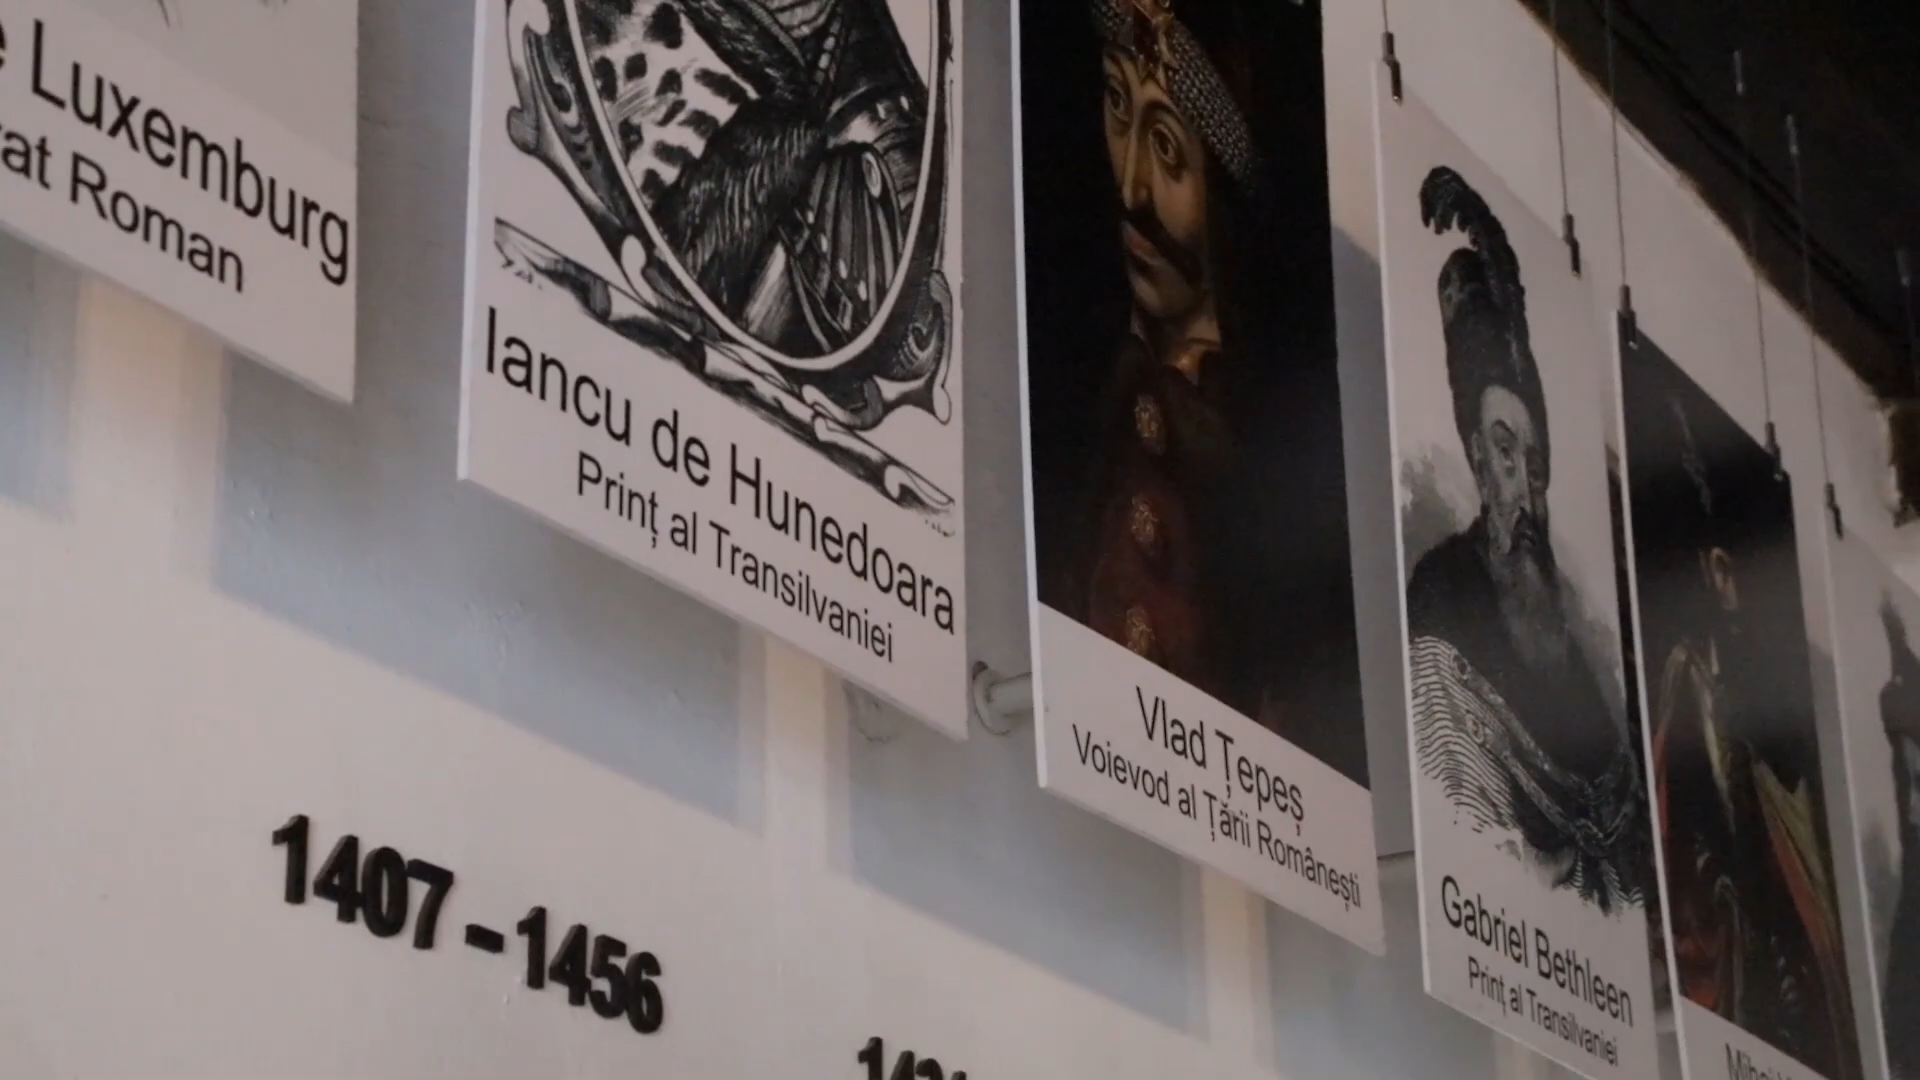 Luxemburg
Roman
Iancu de Hunedoara
Prinț al Transilvaniei
1407 - 1456
Vlad Țepeș
Voievod al Țării Românești
Gabriel Bethleen
Prinț al Transilvaniei